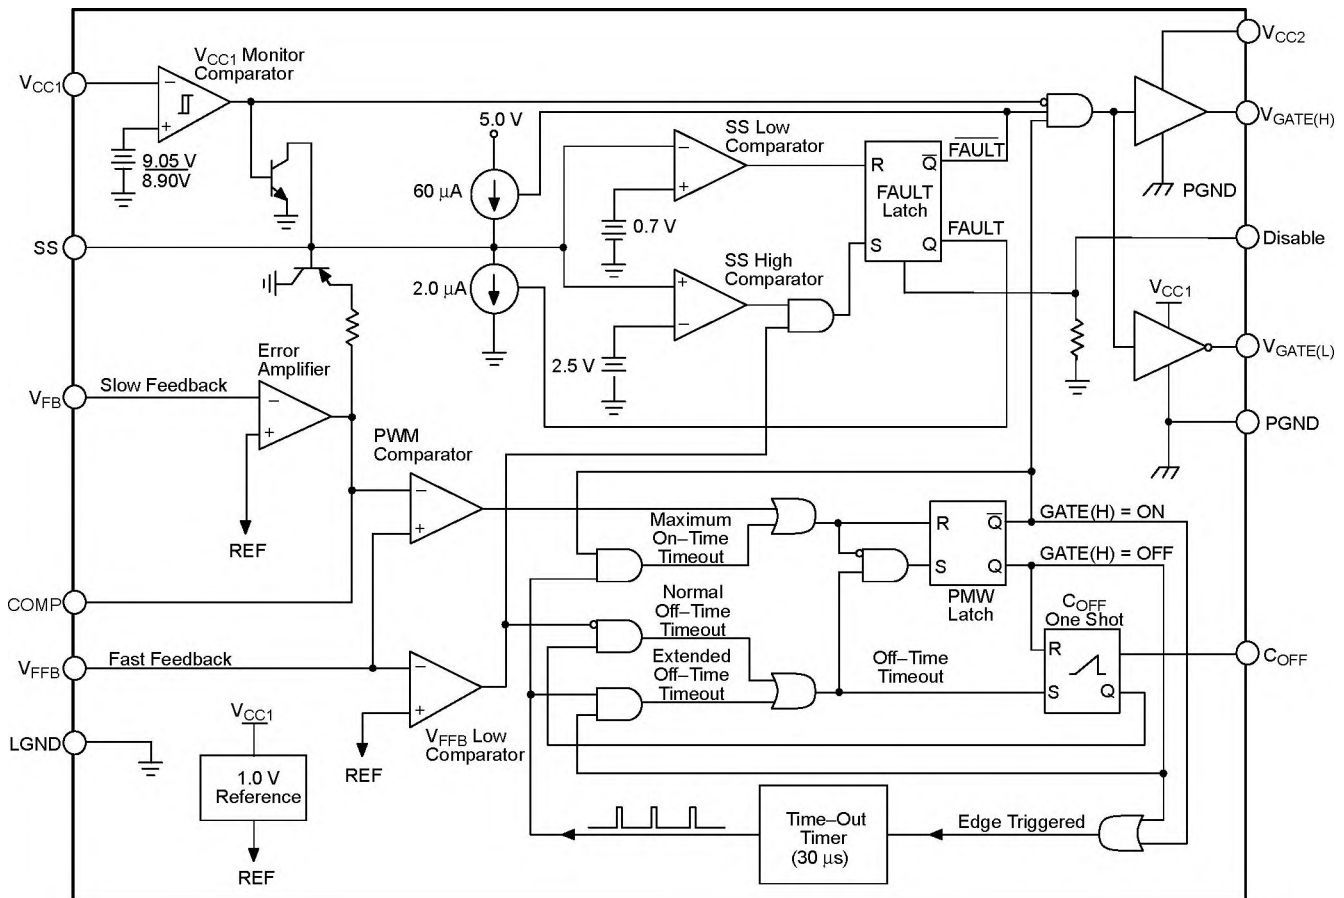 VCC1
VCC1 Monitor
Comparator
−
+
9.05 V
8.90V
5.0 V
60 µA
SS Low
Comparator
−
+
0.7 V
R
Q
FAULT
Latch
S
Q
FAULT
FAULT
VCC2
VGATE(H)
PGND
Disable
SS
2.0 µA
SS High
Comparator
+
−
2.5 V
VCC1
VGATE(L)
PGND
Error
Amplifier
VFB
Slow Feedback
−
+
REF
PWM
Comparator
−
+
Maximum
On–Time
Timeout
R
Q
S
Q
PMW
Latch
GATE(H) = ON
GATE(H) = OFF
COMP
Normal
Off–Time
Timeout
COFF
One Shot
R
S
Q
COFF
VFFB
Fast Feedback
−
+
REF
VFFB Low
Comparator
Extended
Off–Time
Timeout
Off–Time
Timeout
LGND
VCC1
1.0 V
Reference
REF
Time–Out
Timer
(30 µs)
Edge Triggered